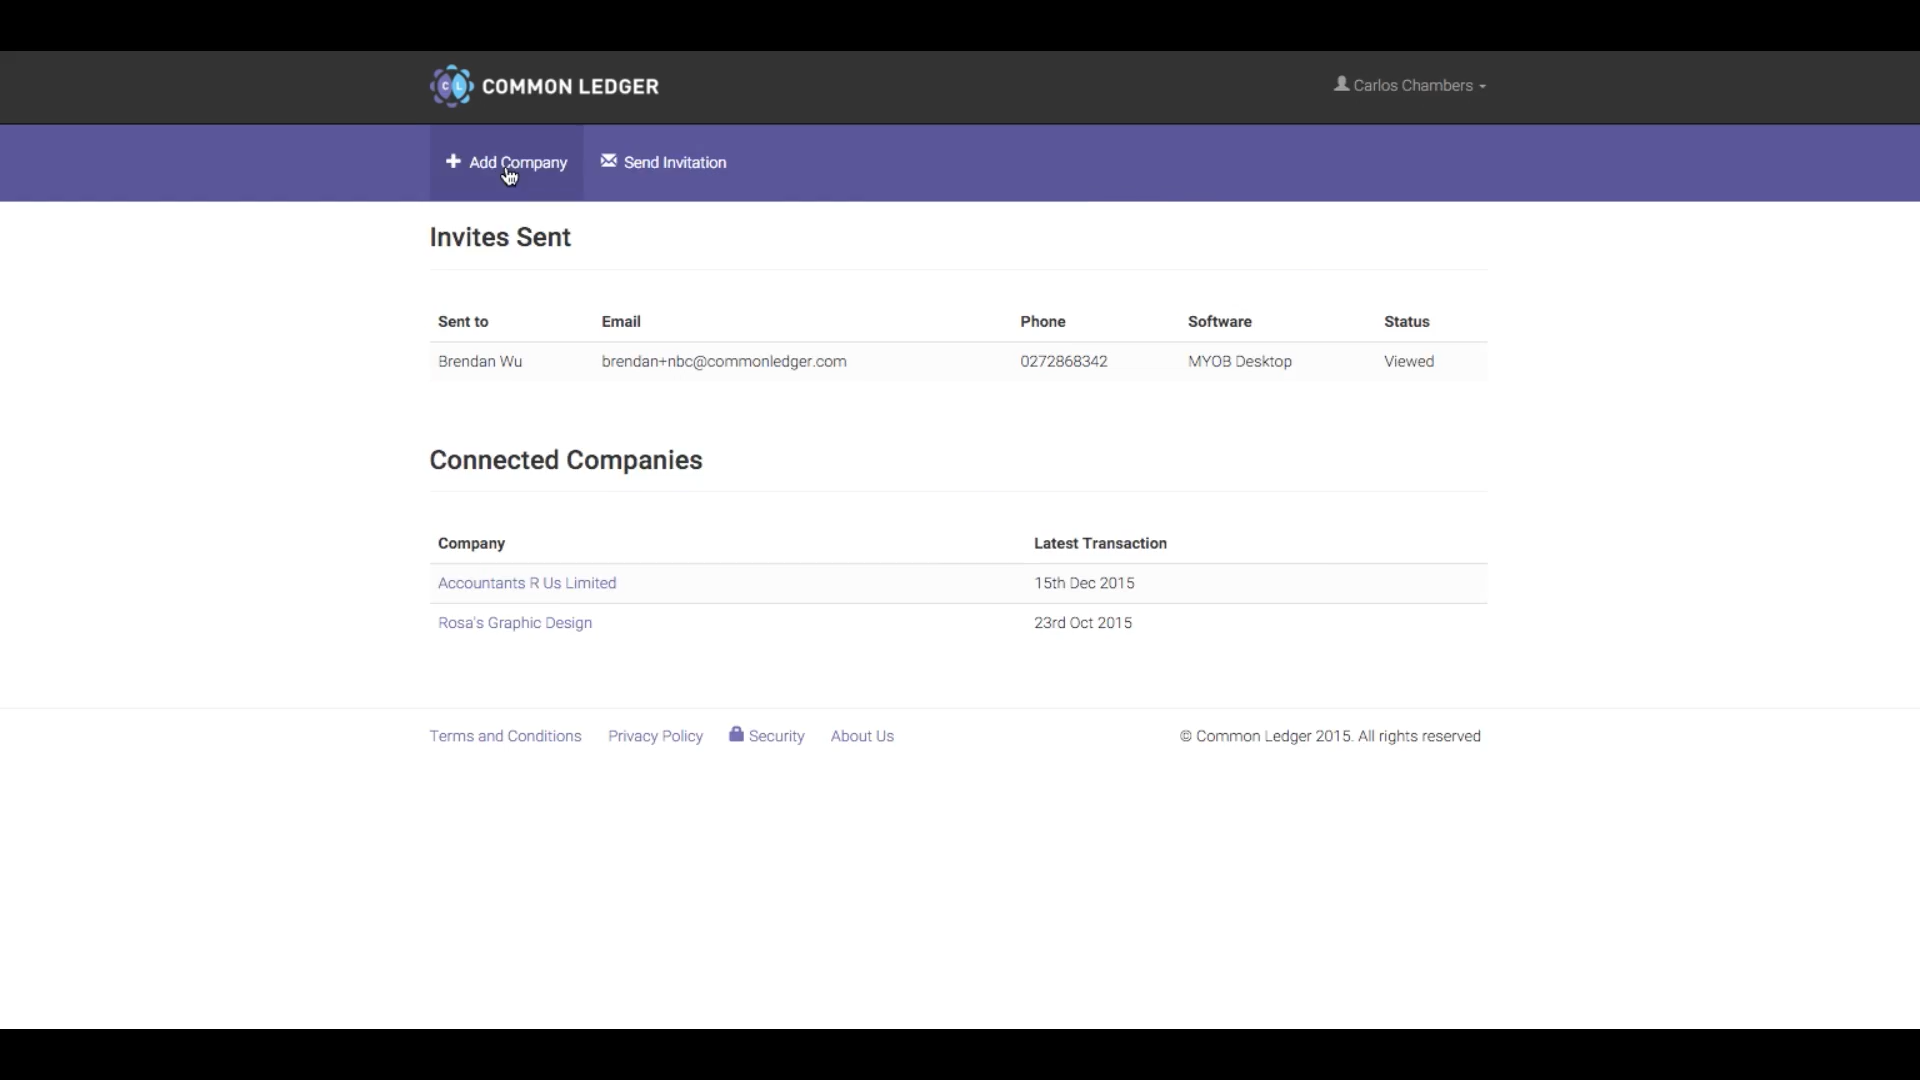 CL COMMON LEDGER
Carlos Chambers
Add Company
Send Invitation
Invites Sent
Sent to Email Phone Software Status
Brendan Wu brendan+nbc@commonledger.com 0272868342 MYOB Desktop Viewed
Connected Companies
Company Latest Transaction
Accountants R Us Limited 15th Dec 2015
Rosa's Graphic Design 23rd Oct 2015
Terms and Conditions Privacy Policy Security About Us © Common Ledger 2015. All rights reserved